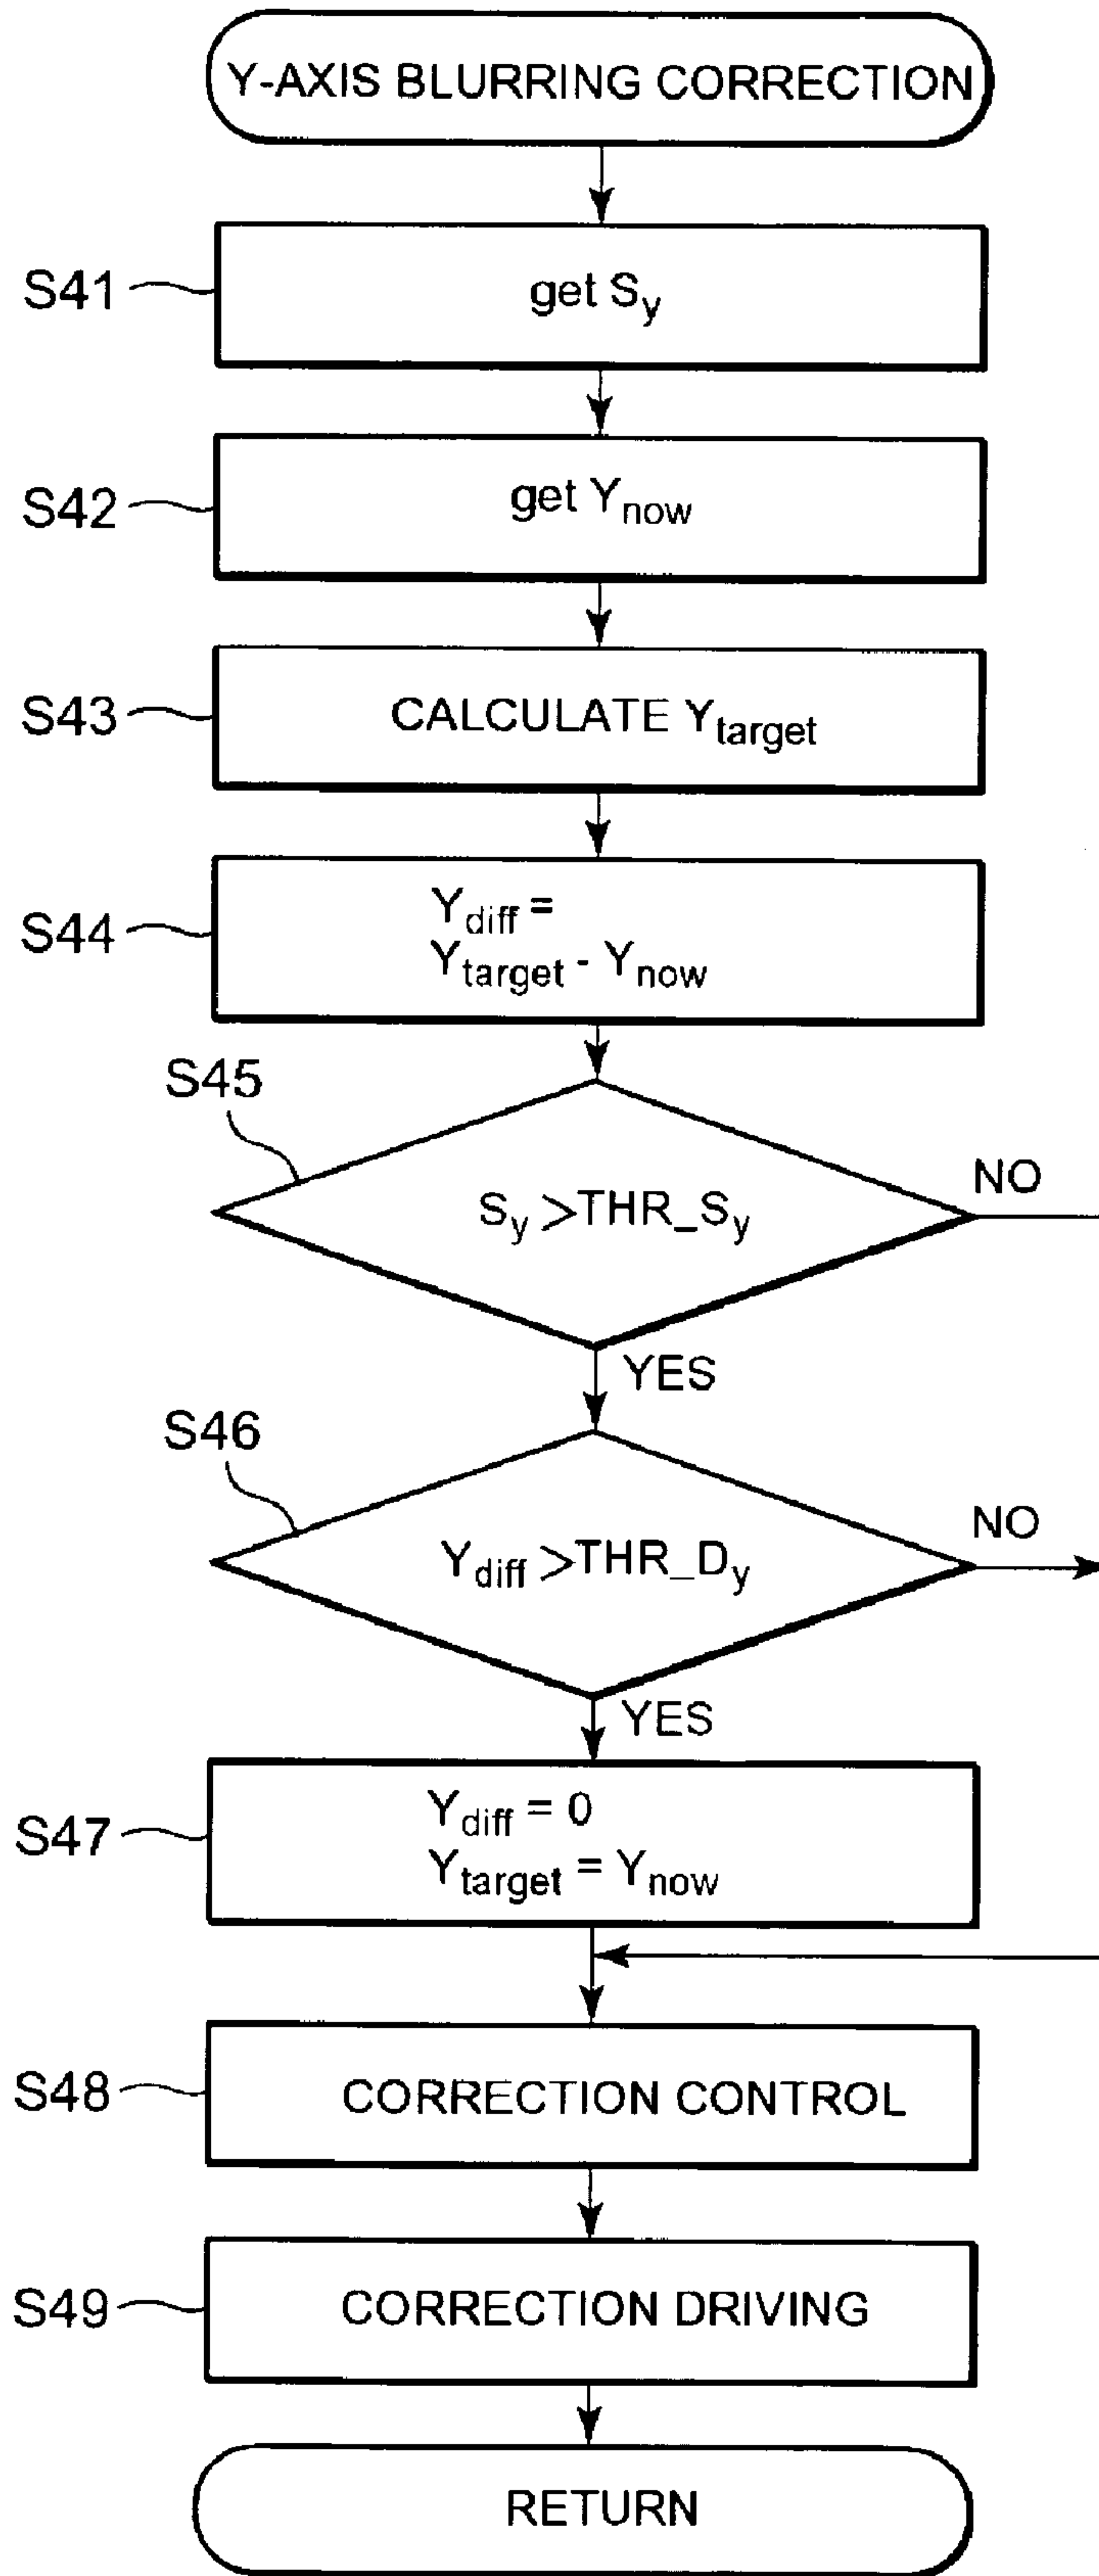 Y-AXIS BLURRING CORRECTION
S41
get Sy
S42
get Ynow
S43
CALCULATE Ytarget
S44
Ydiff =
Ytarget - Ynow
S45
Sy >THR_Sy
NO
YES
S46
Ydiff >THR_Dy
NO
YES
S47
Ydiff = 0
Ytarget = Ynow
S48
CORRECTION CONTROL
S49
CORRECTION DRIVING
RETURN